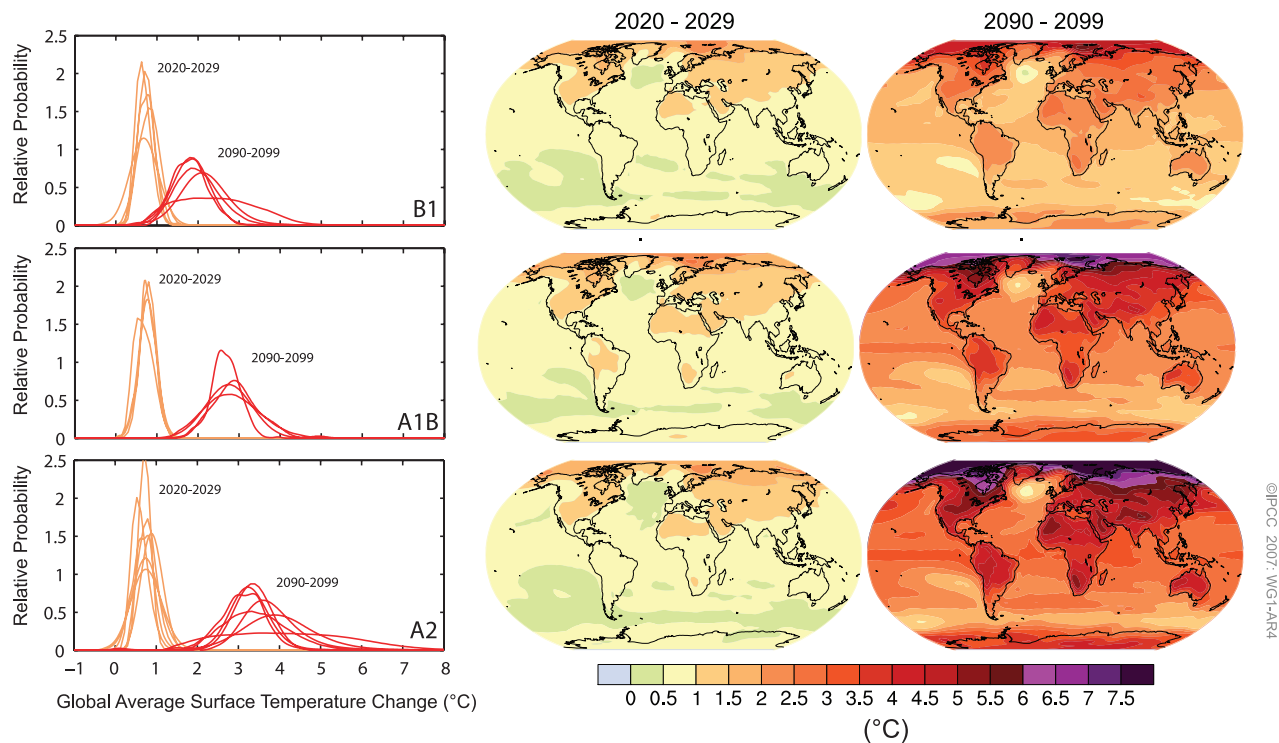 2020 - 2029
2090 - 2099
Relative Probability
2.5
2
1.5
1
0.5
0
2020-2029
2090-2099
B1
Relative Probability
2.5
2
1.5
1
0.5
0
2020-2029
2090-2099
A1B
Relative Probability
2.5
2
1.5
1
0.5
0
2020-2029
2090-2099
A2
−1 0 1 2 3 4 5 6 7 8
Global Average Surface Temperature Change (°C)
0 0.5 1 1.5 2 2.5 3 3.5 4 4.5 5 5.5 6 6.5 7 7.5
(°C)
©IPCC 2007: WG1-AR4